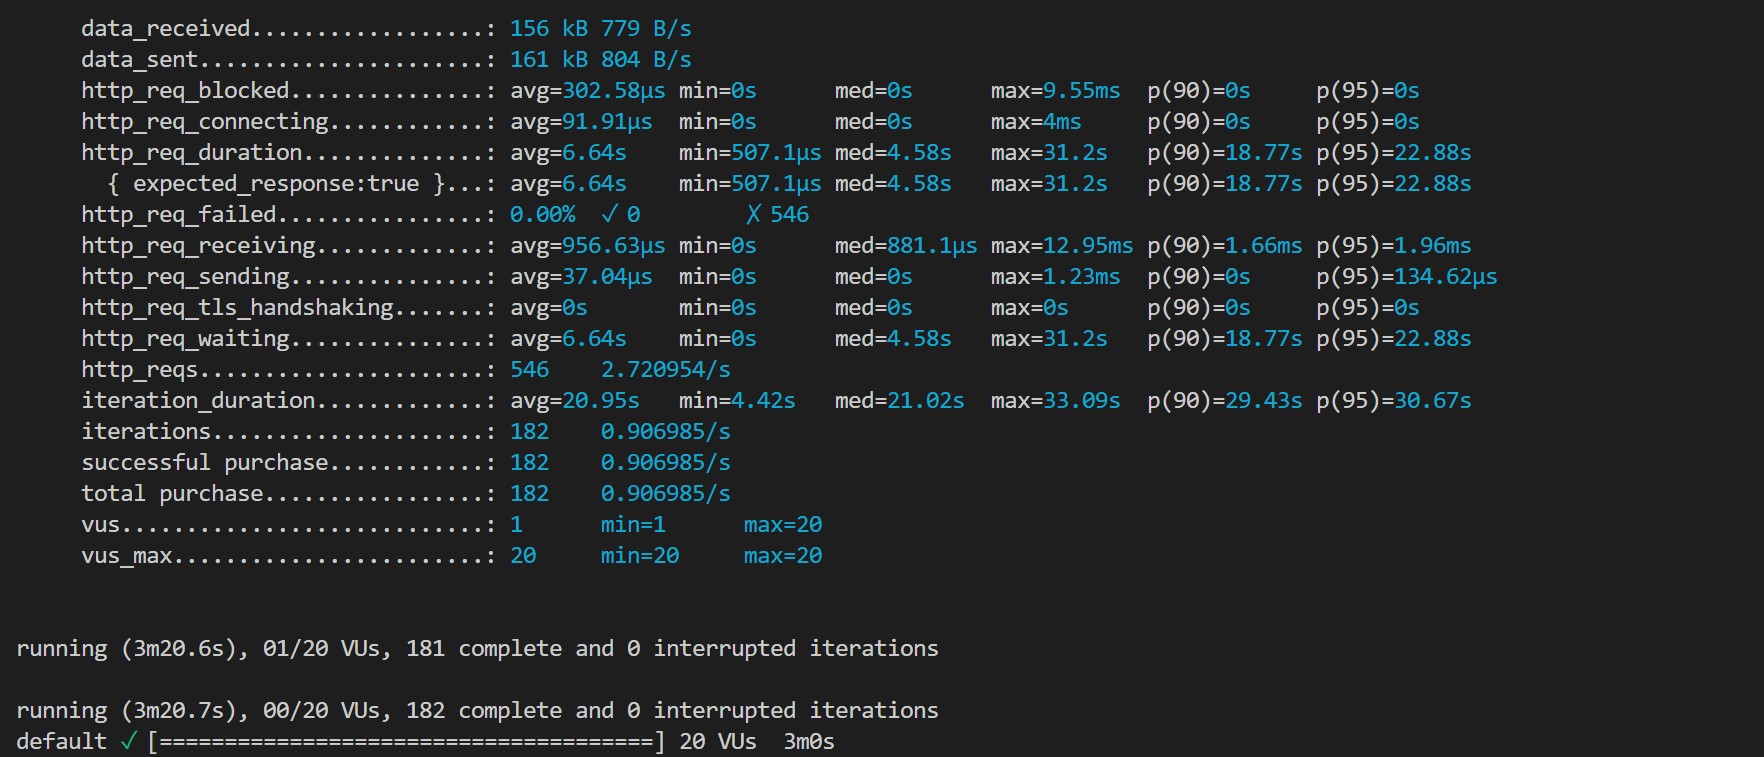 data_received..................: 156 kB 779 B/s
data_sent......................: 161 kB 804 B/s
http_req_blocked...............: avg=302.58µs min=0s      med=0s      max=9.55ms  p(90)=0s     p(95)=0s
http_req_connecting............: avg=91.91µs  min=0s      med=0s      max=4ms     p(90)=0s     p(95)=0s
http_req_duration..............: avg=6.64s    min=507.1µs med=4.58s   max=31.2s   p(90)=18.77s p(95)=22.88s
{ expected_response:true }...: avg=6.64s    min=507.1µs med=4.58s   max=31.2s   p(90)=18.77s p(95)=22.88s
http_req_failed................: 0.00%  ✓ 0        ✗ 546
http_req_receiving.............: avg=956.63µs min=0s      med=881.1µs max=12.95ms p(90)=1.66ms p(95)=1.96ms
http_req_sending...............: avg=37.04µs  min=0s      med=0s      max=1.23ms  p(90)=0s     p(95)=134.62µs
http_req_tls_handshaking.......: avg=0s       min=0s      med=0s      max=0s      p(90)=0s     p(95)=0s
http_req_waiting...............: avg=6.64s    min=0s      med=4.58s   max=31.2s   p(90)=18.77s p(95)=22.88s
http_reqs......................: 546    2.720954/s
iteration_duration.............: avg=20.95s   min=4.42s   med=21.02s  max=33.09s  p(90)=29.43s p(95)=30.67s
iterations.....................: 182    0.906985/s
successful purchase............: 182    0.906985/s
total purchase.................: 182    0.906985/s
vus............................: 1      min=1      max=20
vus_max........................: 20     min=20     max=20
running (3m20.6s), 01/20 VUs, 181 complete and 0 interrupted iterations
running (3m20.7s), 00/20 VUs, 182 complete and 0 interrupted iterations
default ✓ [======================================] 20 VUs  3m0s